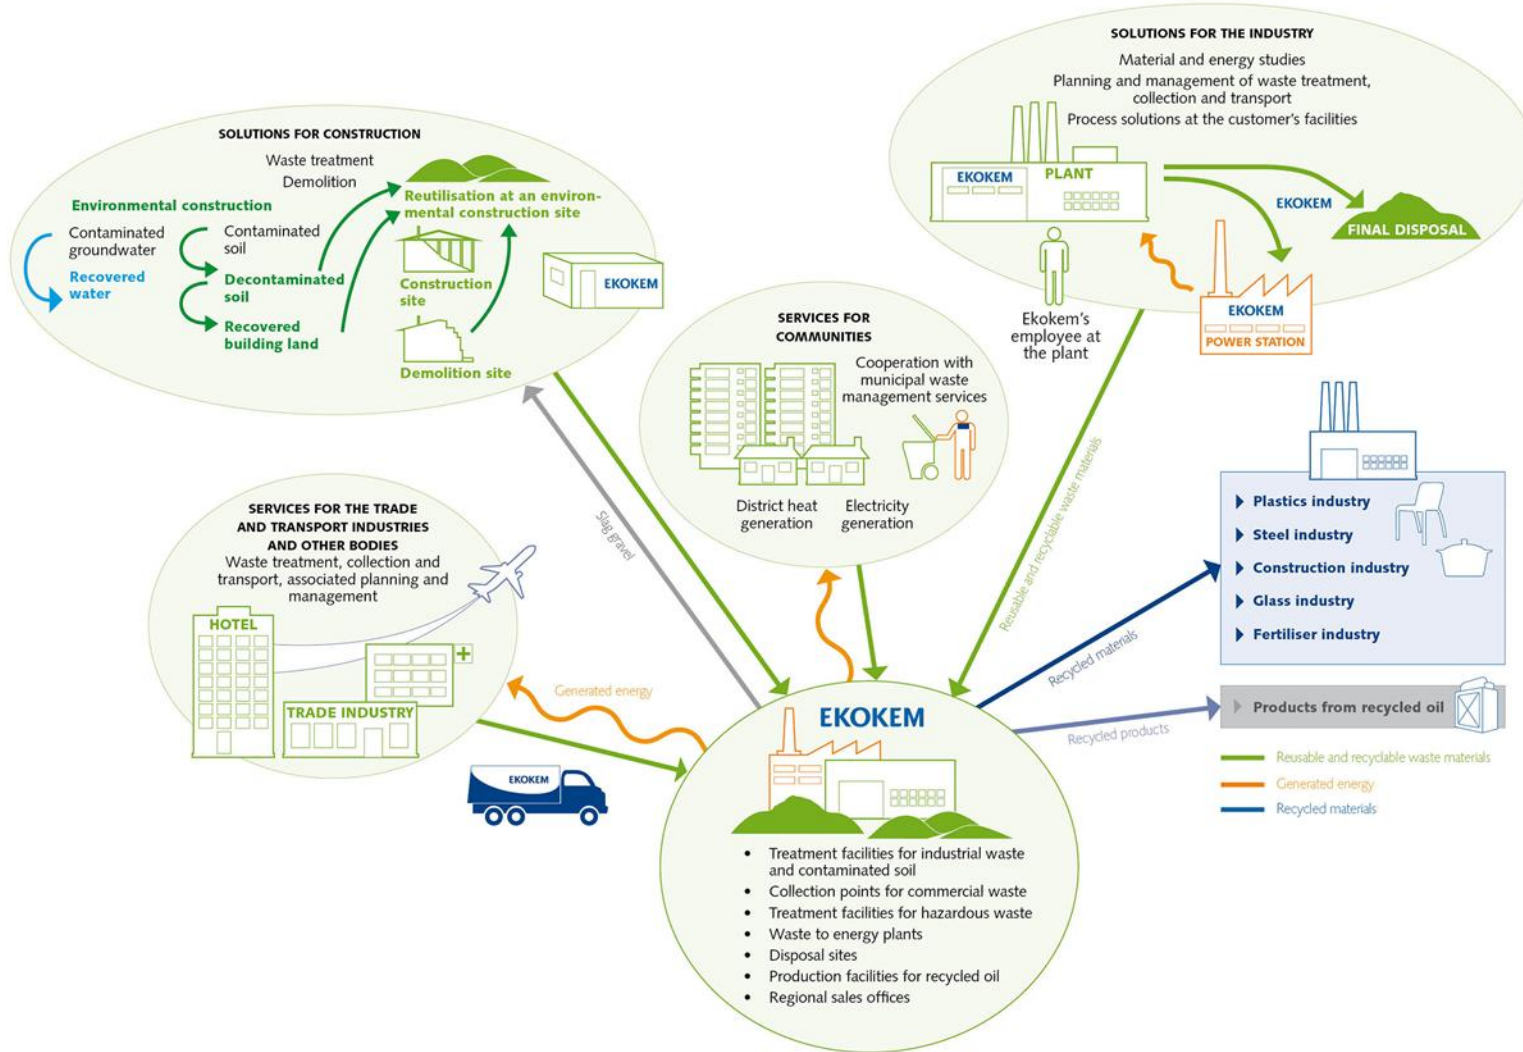 SOLUTIONS FOR CONSTRUCTION
Waste treatment
Demolition
Environmental construction
Contaminated
groundwater
Recovered
water
Contaminated
soil
Decontaminated
soil
Recovered
building land
Reutilisation at an environ-
mental construction site
Construction
site
Demolition site
EKOKEM
SOLUTIONS FOR THE INDUSTRY
Material and energy studies
Planning and management of waste treatment,
collection and transport
Process solutions at the customer's facilities
EKOKEM
PLANT
EKOKEM
FINAL DISPOSAL
EKOKEM
POWER STATION
Ekokem's
employee at
the plant
SERVICES FOR
COMMUNITIES
Cooperation with
municipal waste
management services
District heat
generation
Electricity
generation
SERVICES FOR THE TRADE
AND TRANSPORT INDUSTRIES
AND OTHER BODIES
Waste treatment, collection and
transport, associated planning and
management
HOTEL
TRADE INDUSTRY
Slag gravel
Generated energy
Reusable and recyclable waste materials
Recycled materials
Recycled products
EKOKEM
Plastics industry
Steel industry
Construction industry
Glass industry
Fertiliser industry
Products from recycled oil
Reusable and recyclable waste materials
Generated energy
Recycled materials
EKOKEM
• Treatment facilities for industrial waste
and contaminated soil
• Collection points for commercial waste
• Treatment facilities for hazardous waste
• Waste to energy plants
• Disposal sites
• Production facilities for recycled oil
• Regional sales offices